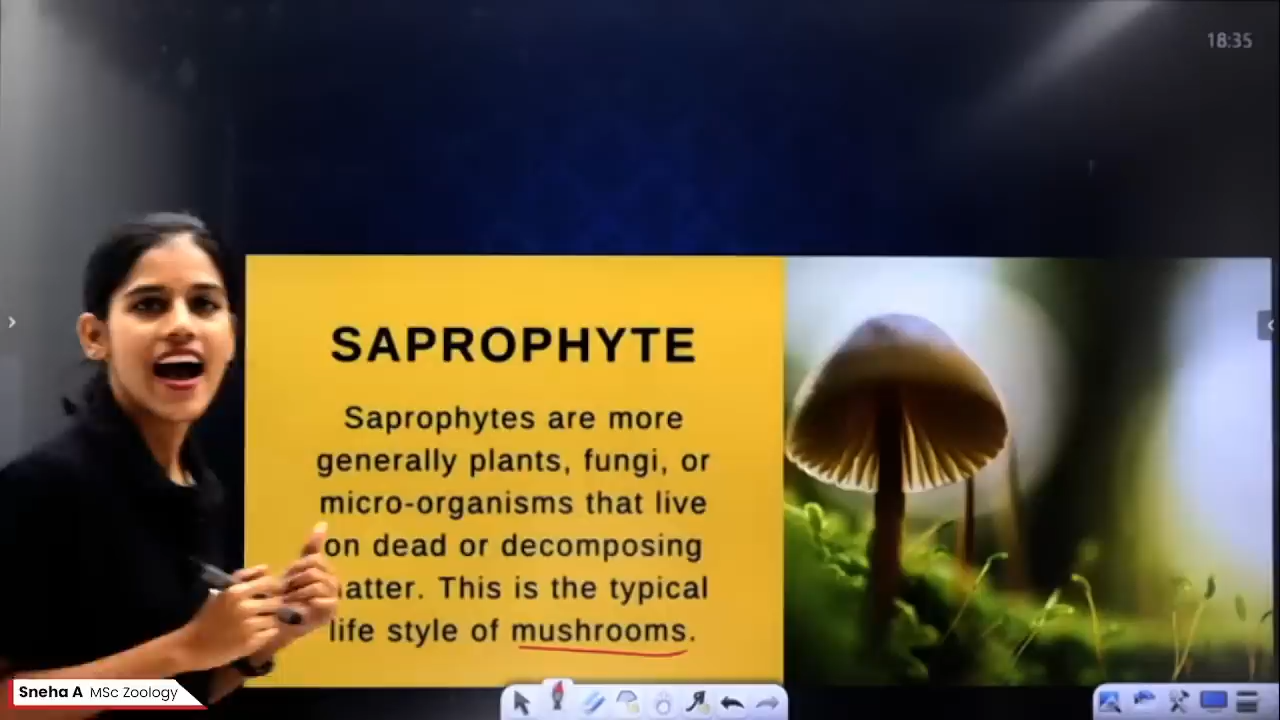 18:35
SAPROPHYTE
Saprophytes are more
generally plants, fungi, or
micro-organisms that live
on dead or decomposing
atter. This is the typical
life style of mushrooms.
Sneha A MSc Zoology